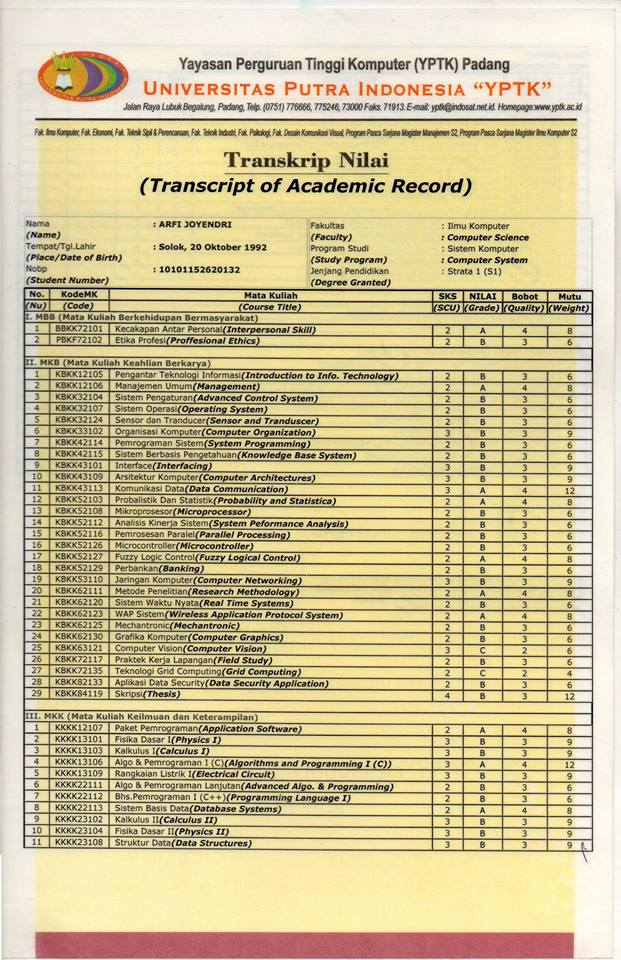 Yayasan Perguruan Tinggi Komputer (YPTK) Padang
UNIVERSITAS PUTRA INDONESIA "YPTK"
Jalan Raya Lubuk Begalung, Padang, Telp. (0751) 776666, 775246, 73000 Faks. 71913. E-mail: yptk@indosat.net.id. Homepage:www.yptk.ac.id
Fak. Ilmu Komputer, Fak. Ekonomi, Fak. Teknik Sipil & Perencanaan, Fak. Teknik Industri, Fak. Psikologi, Fak. Desain Komunikasi Visual, Program Pasca Sarjana Magister Manajemen S2, Program Pasca Sarjana Magister Ilmu Komputer S2
Transkrip Nilai
(Transcript of Academic Record)
Nama : ARFI JOYENDRI Fakultas : Ilmu Komputer
(Name) (Faculty) : Computer Science
Tempat/Tgl.Lahir : Solok, 20 Oktober 1992 Program Studi : Sistem Komputer
(Place/Date of Birth) (Study Program) : Computer System
Nobp : 10101152620132 Jenjang Pendidikan : Strata 1 (S1)
(Student Number) (Degree Granted)
No. KodeMK Mata Kuliah SKS NILAI Bobot Mutu
(Nu) (Code) (Course Title) (SCU) (Grade) (Quality) (Weight)
I. MBB (Mata Kuliah Berkehidupan Bermasyarakat)
1 BBKK72101 Kecakapan Antar Personal(Interpersonal Skill) 2 A 4 8
2 PBKF72102 Etika Profesi(Proffesional Ethics) 2 B 3 6
II. MKB (Mata Kuliah Keahlian Berkarya)
1 KBKK12105 Pengantar Teknologi Informasi(Introduction to Info. Technology) 2 B 3 6
2 KBKK12106 Manajemen Umum(Management) 2 A 4 8
3 KBKK32104 Sistem Pengaturan(Advanced Control System) 2 B 3 6
4 KBKK32107 Sistem Operasi(Operating System) 2 B 3 6
5 KBKK32124 Sensor dan Tranducer(Sensor and Tranduscer) 2 B 3 6
6 KBKK33102 Organisasi Komputer(Computer Organization) 3 B 3 9
7 KBKK42114 Pemrograman Sistem(System Programming) 2 B 3 6
8 KBKK42115 Sistem Berbasis Pengetahuan(Knowledge Base System) 2 B 3 6
9 KBKK43101 Interface(Interfacing) 3 B 3 9
10 KBKK43109 Arsitektur Komputer(Computer Architectures) 3 B 3 9
11 KBKK43113 Komunikasi Data(Data Communication) 3 A 4 12
12 KBKK52103 Probalistik Dan Statistik(Probability and Statistica) 2 A 4 8
13 KBKK52108 Mikroprosesor(Microprocessor) 2 B 3 6
14 KBKK52112 Analisis Kinerja Sistem(System Peformance Analysis) 2 B 3 6
15 KBKK52116 Pemrosesan Paralel(Parallel Processing) 2 B 3 6
16 KBKK52126 Microcontroller(Microcontroller) 2 B 3 6
17 KBKK52127 Fuzzy Logic Control(Fuzzy Logical Control) 2 A 4 8
18 KBKK52129 Perbankan(Banking) 2 B 3 6
19 KBKK53110 Jaringan Komputer(Computer Networking) 3 B 3 9
20 KBKK62111 Metode Penelitian(Research Methodology) 2 A 4 8
21 KBKK62120 Sistem Waktu Nyata(Real Time Systems) 2 B 3 6
22 KBKK62123 WAP Sistem(Wireless Application Protocol System) 2 A 4 8
23 KBKK62125 Mechantronic(Mechantronic) 2 B 3 6
24 KBKK62130 Grafika Komputer(Computer Graphics) 2 B 3 6
25 KBKK63121 Computer Vision(Computer Vision) 3 C 2 6
26 KBKK72117 Praktek Kerja Lapangan(Field Study) 2 B 3 6
27 KBKK72135 Teknologi Grid Computing(Grid Computing) 2 C 2 4
28 KBKK82133 Aplikasi Data Security(Data Security Application) 2 B 3 6
29 KBKK84119 Skripsi(Thesis) 4 B 3 12
III. MKK (Mata Kuliah Keilmuan dan Keterampilan)
1 KKKK12107 Paket Pemrograman(Application Software) 2 A 4 8
2 KKKK13101 Fisika Dasar I(Physics I) 3 B 3 9
3 KKKK13103 Kalkulus I(Calculus I) 3 B 3 9
4 KKKK13106 Algo & Pemrograman I (C)(Algorithms and Programming I (C)) 3 A 4 12
5 KKKK13109 Rangkaian Listrik I(Electrical Circuit) 3 B 3 9
6 KKKK22111 Algo & Pemrograman Lanjutan(Advanced Algo. & Programming) 2 B 3 6
7 KKKK22112 Bhs.Pemrograman I (C++)(Programming Language I) 2 B 3 6
8 KKKK22113 Sistem Basis Data(Database Systems) 2 A 4 8
9 KKKK23102 Kalkulus II(Calculus II) 3 B 3 9
10 KKKK23104 Fisika Dasar II(Physics II) 3 B 3 9
11 KKKK23108 Struktur Data(Data Structures) 3 B 3 9